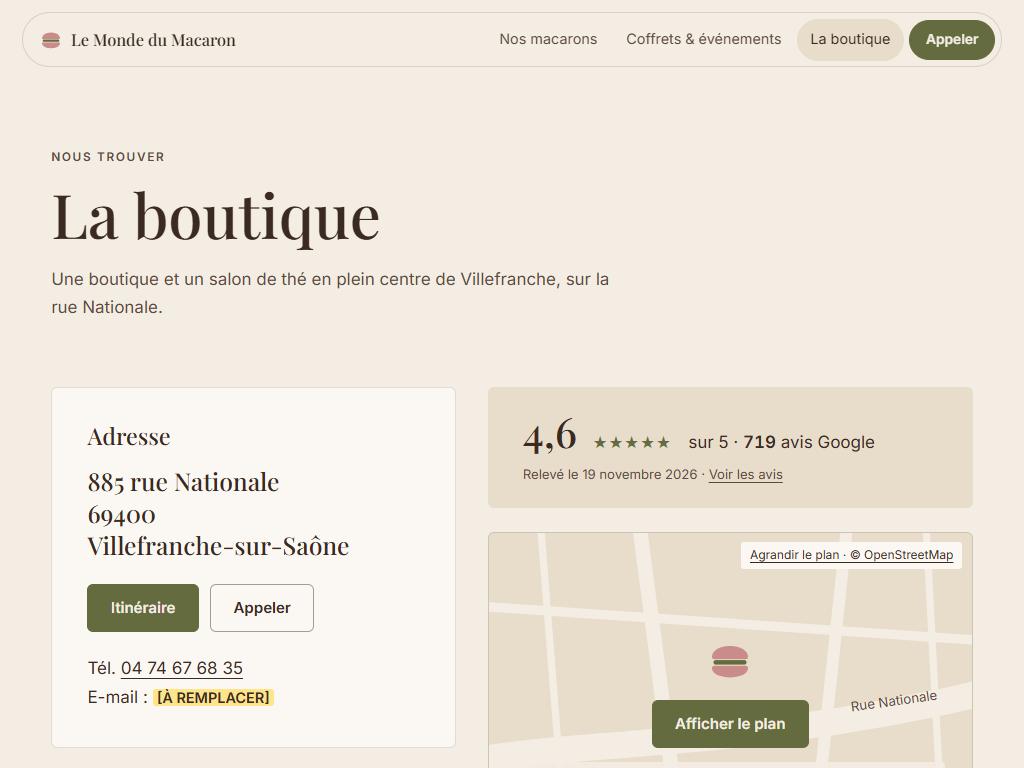 Le Monde du Macaron
Nos macarons
Coffrets & événements
La boutique
Appeler
NOUS TROUVER
La boutique
Une boutique et un salon de thé en plein centre de Villefranche, sur la
rue Nationale.
Adresse
885 rue Nationale
69400
Villefranche-sur-Saône
Itinéraire
Appeler
Tél. 04 74 67 68 35
E-mail : [À REMPLACER]
4,6 ★★★★★ sur 5 · 719 avis Google
Relevé le 19 novembre 2026 · Voir les avis
Agrandir le plan · © OpenStreetMap
Rue Nationale
Afficher le plan